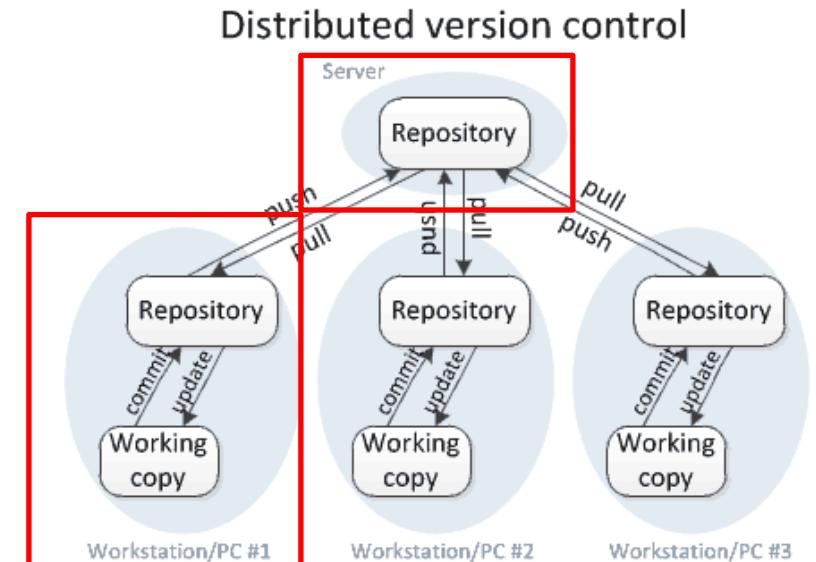 Distributed version control
Server
Repository
push
pull
push
pull
pull
push
Repository
Repository
Repository
commit
update
commit
update
commit
update
Working
copy
Working
copy
Working
copy
Workstation/PC #1
Workstation/PC #2
Workstation/PC #3